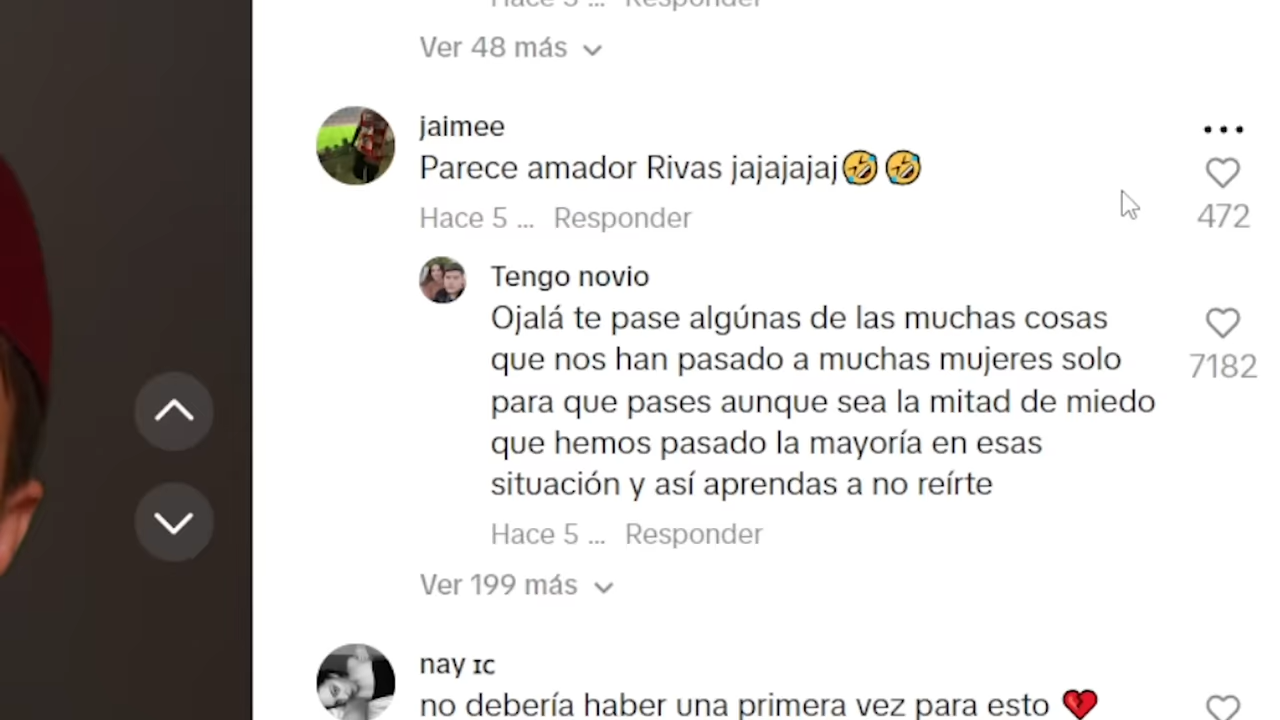 Hace 5 ... Responder
Ver 48 más
jaimee
Parece amador Rivas jajajajaj🤣🤣
Hace 5 ... Responder
472
Tengo novio
Ojalá te pase algúnas de las muchas cosas
que nos han pasado a muchas mujeres solo
para que pases aunque sea la mitad de miedo
que hemos pasado la mayoría en esas
situación y así aprendas a no reírte
7182
Hace 5 ... Responder
Ver 199 más
nay ɪᴄ
no debería haber una primera vez para esto 💔